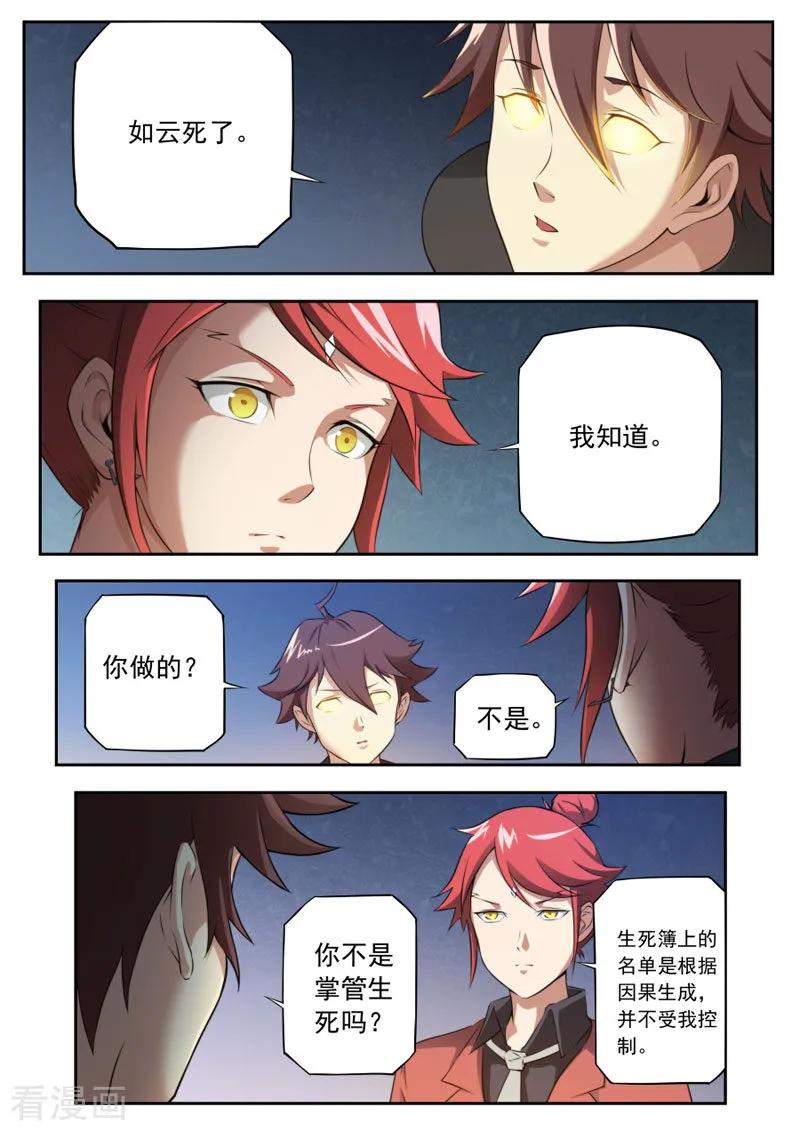 如云死了。
我知道。
你做的？
不是。
你不是
掌管生
死吗？
生死簿上的
名单是根据
因果生成，
并不受我控
制。
看漫画